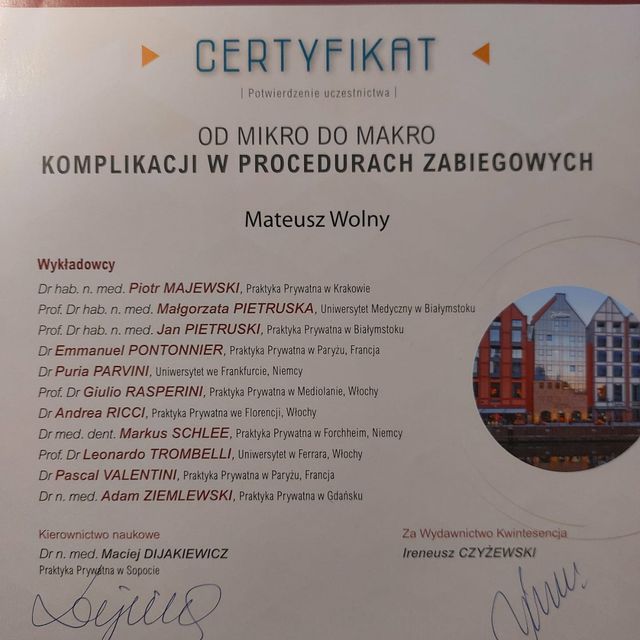 CERTYFIKAT
| Potwierdzenie uczestnictwa |
OD MIKRO DO MAKRO
KOMPLIKACJI W PROCEDURACH ZABIEGOWYCH
Mateusz Wolny
Wykładowcy
Dr hab. n. med. Piotr MAJEWSKI, Praktyka Prywatna w Krakowie
Prof. Dr hab. n. med. Małgorzata PIETRUSKA, Uniwersytet Medyczny w Białymstoku
Prof. Dr hab. n. med. Jan PIETRUSKI, Praktyka Prywatna w Białymstoku
Dr Emmanuel PONTONNIER, Praktyka Prywatna w Paryżu, Francja
Dr Puria PARVINI, Uniwersytet we Frankfurcie, Niemcy
Prof. Dr Giulio RASPERINI, Praktyka Prywatna w Mediolanie, Włochy
Dr Andrea RICCI, Praktyka Prywatna we Florencji, Włochy
Dr med. dent. Markus SCHLEE, Praktyka Prywatna w Forchheim, Niemcy
Prof. Dr Leonardo TROMBELLI, Uniwersytet w Ferrara, Włochy
Dr Pascal VALENTINI, Praktyka Prywatna w Paryżu, Francja
Dr n. med. Adam ZIEMLEWSKI, Praktyka Prywatna w Gdańsku
Kierownictwo naukowe
Dr n. med. Maciej DIJAKIEWICZ
Praktyka Prywatna w Sopocie
Za Wydawnictwo Kwintesencja
Ireneusz CZYŻEWSKI